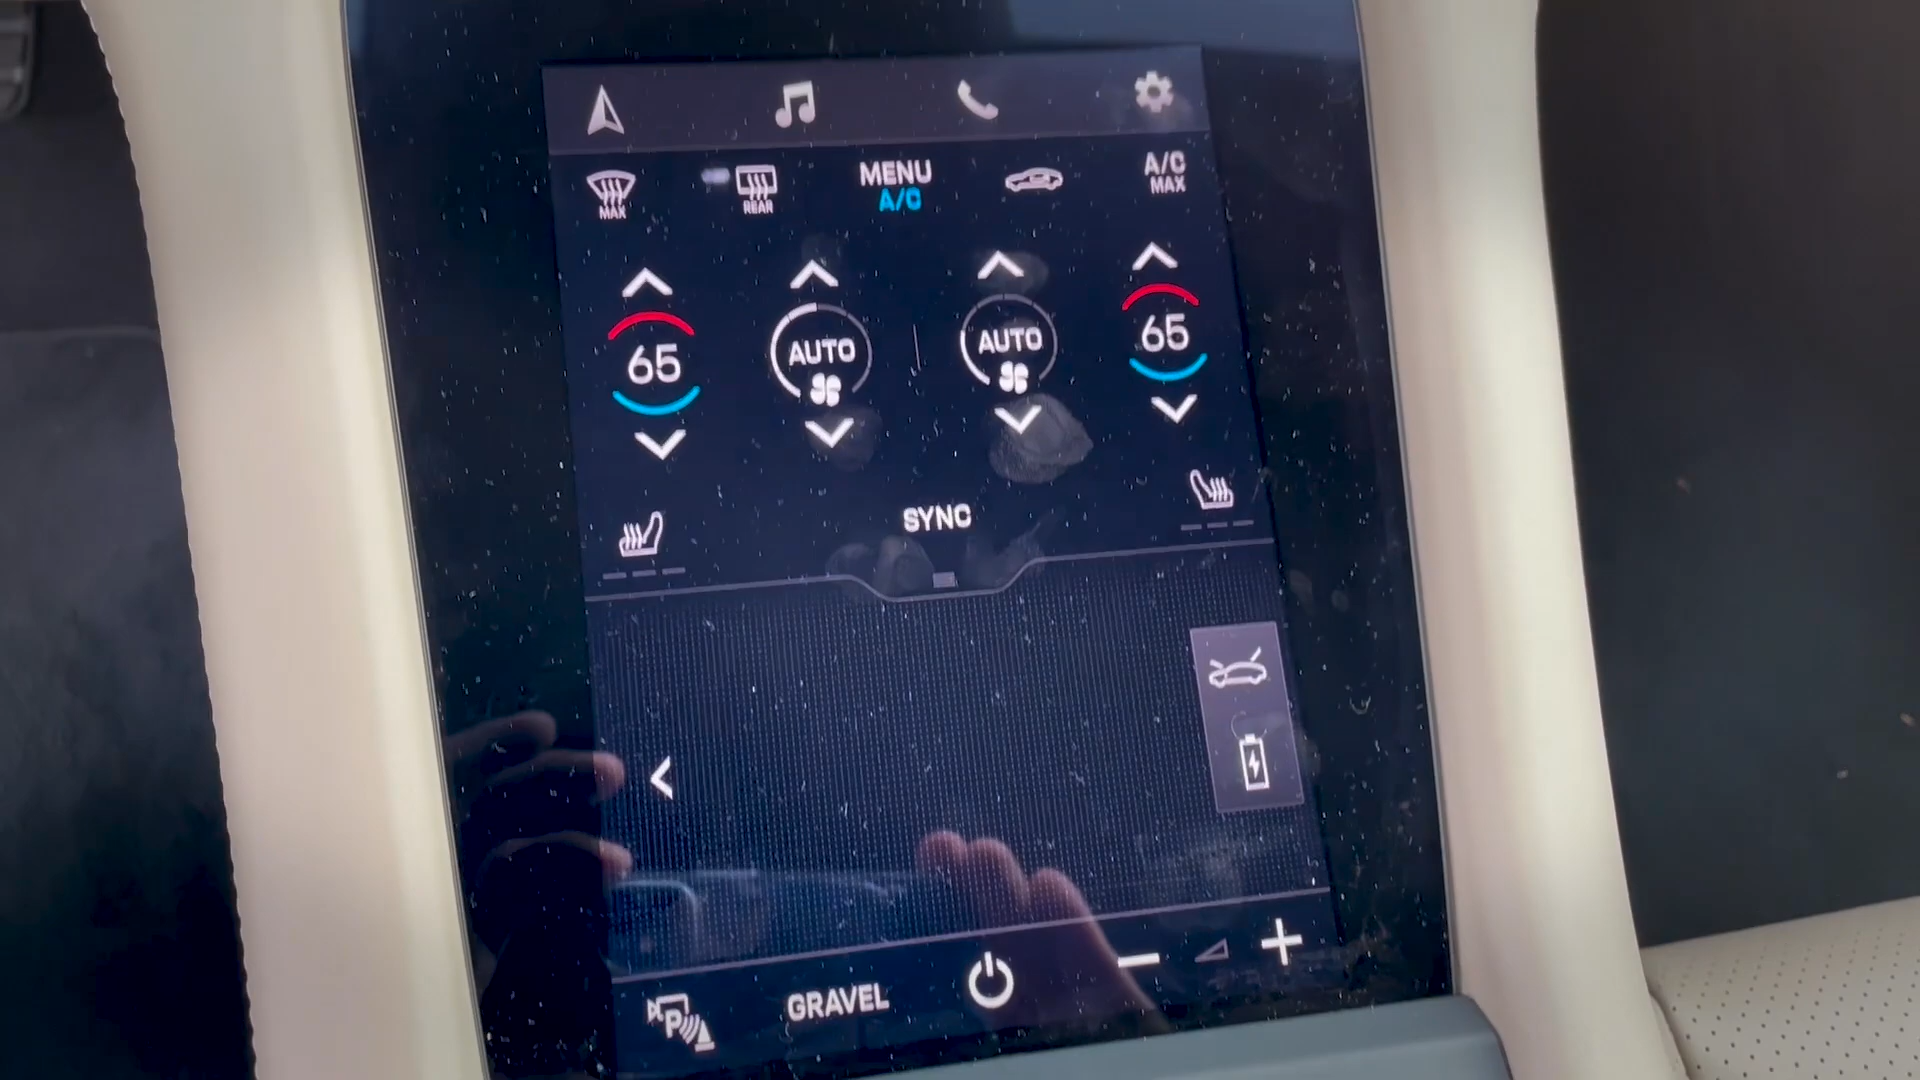 MAX
REAR
MENU
A/C
A/C
MAX
65
AUTO
AUTO
65
SYNC
P
GRAVEL